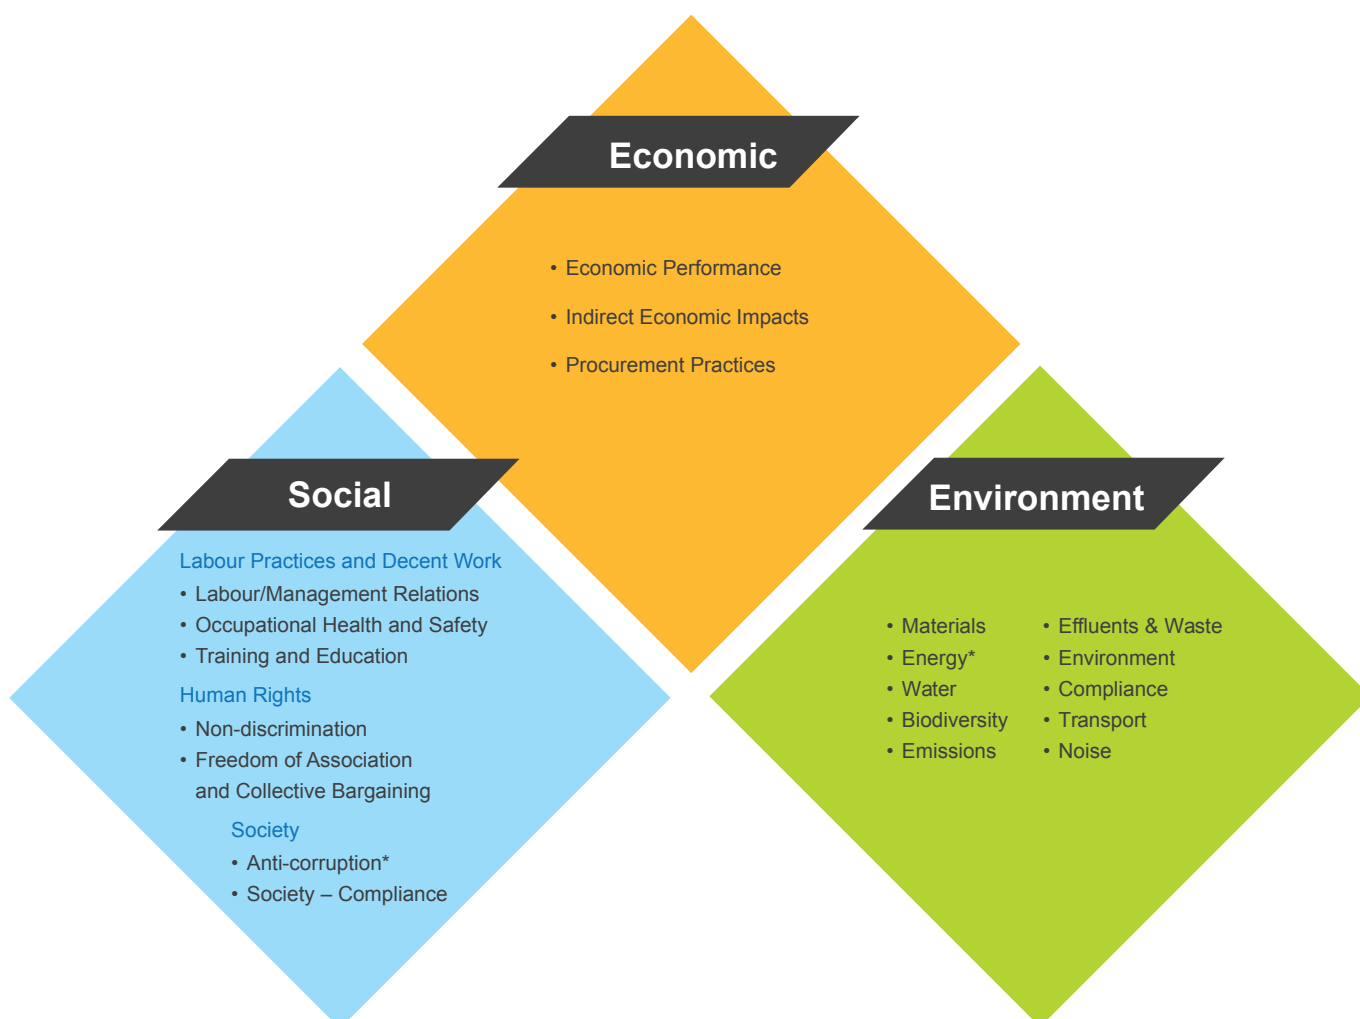 Economic
• Economic Performance
• Indirect Economic Impacts
• Procurement Practices
Social
Labour Practices and Decent Work
• Labour/Management Relations
• Occupational Health and Safety
• Training and Education
Human Rights
• Non-discrimination
• Freedom of Association
and Collective Bargaining
Society
• Anti-corruption*
• Society – Compliance
Environment
• Materials
• Energy*
• Water
• Biodiversity
• Emissions
• Effluents & Waste
• Environment
• Compliance
• Transport
• Noise